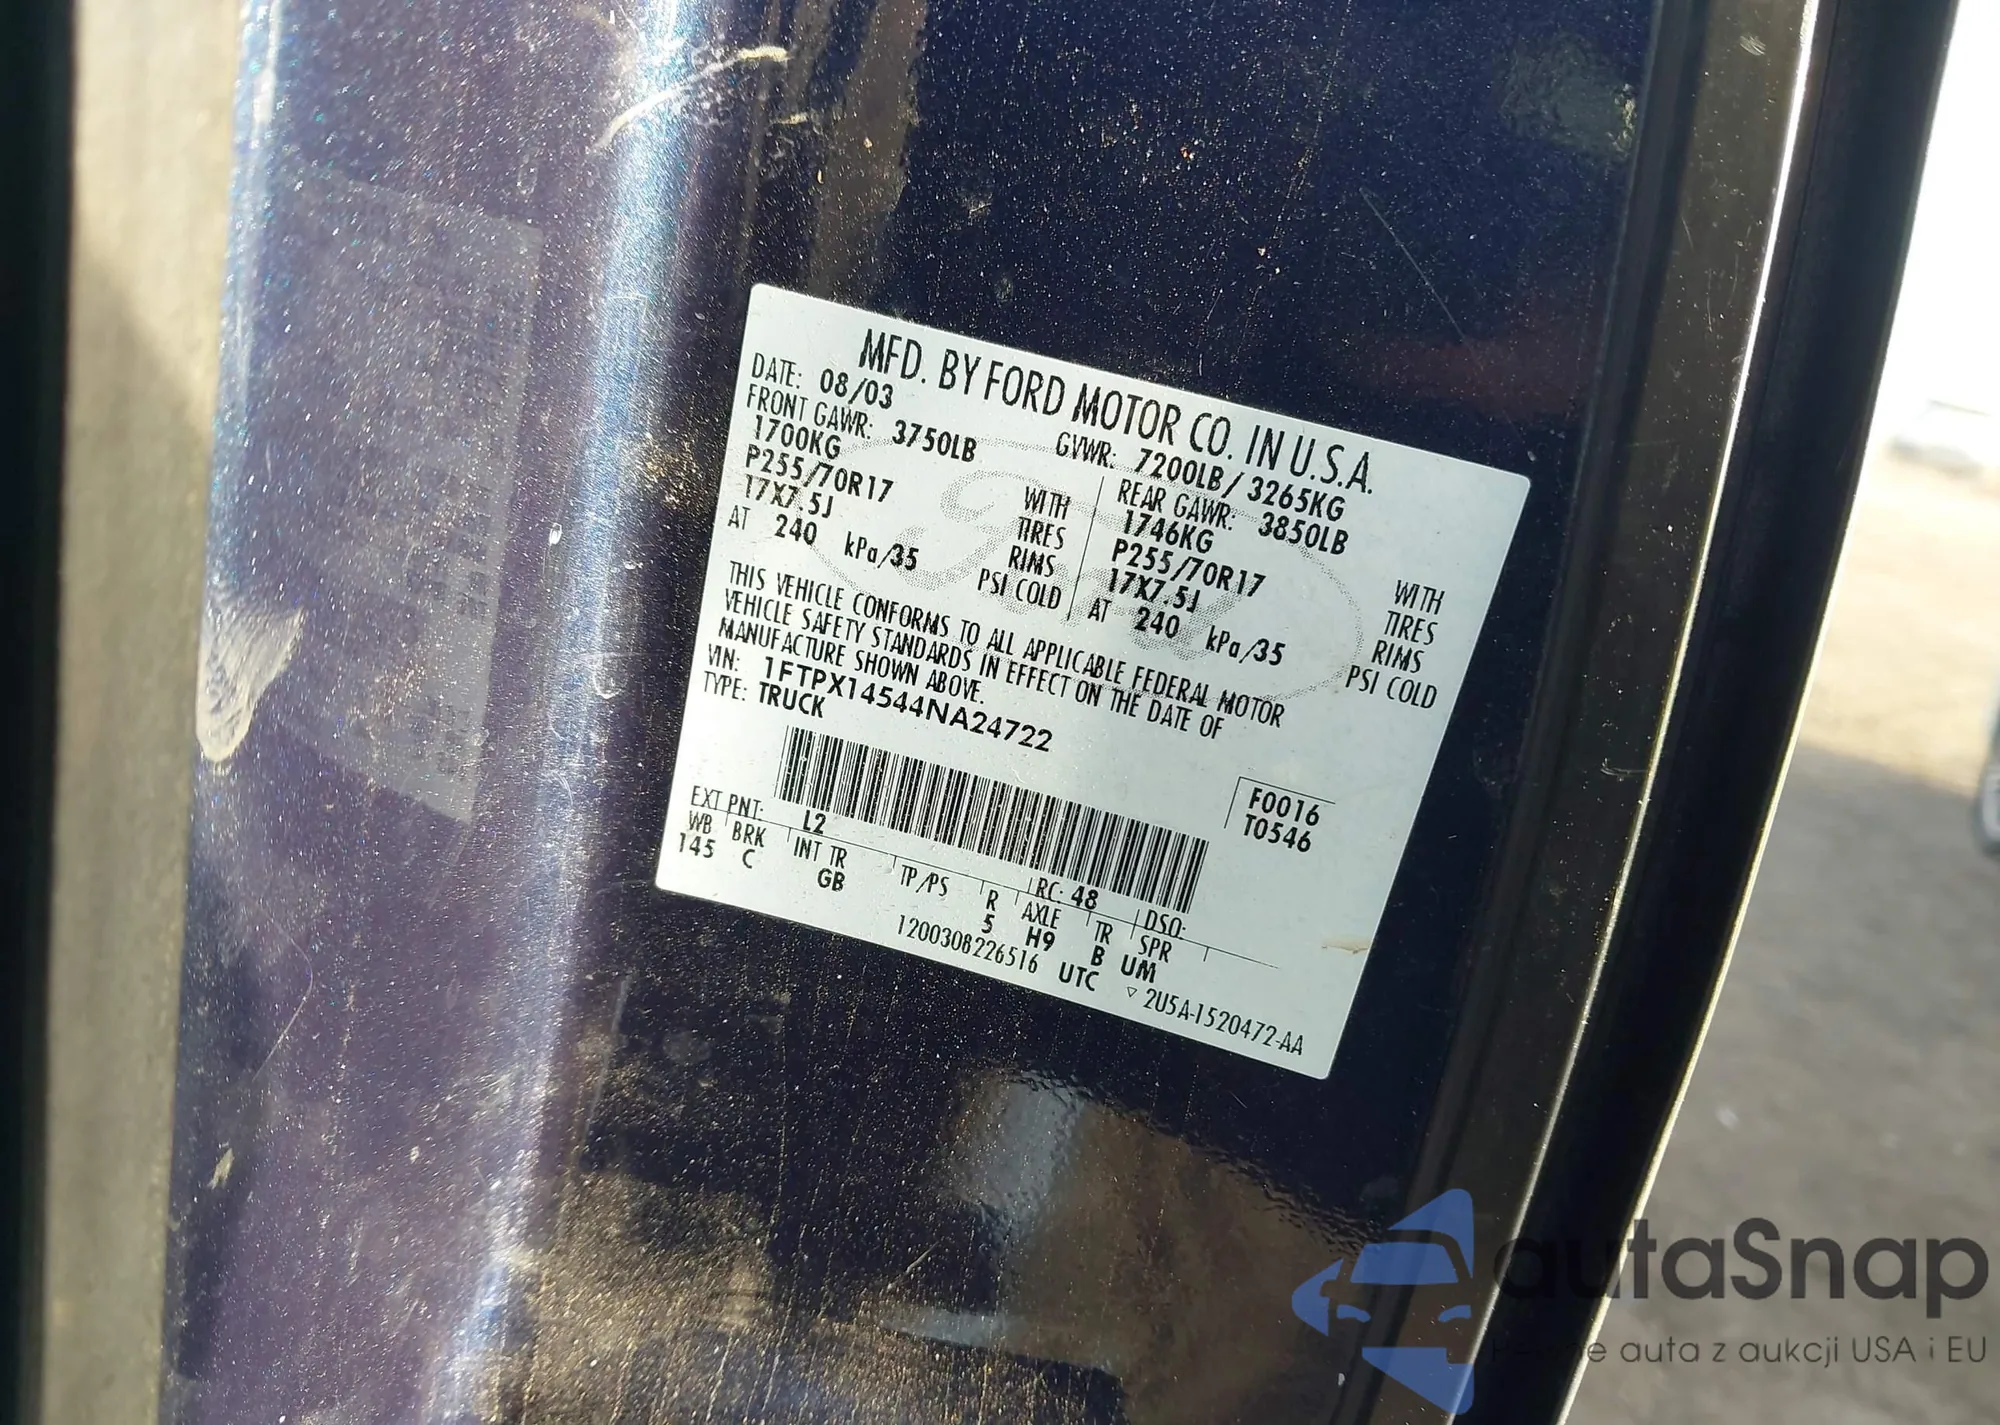 MFD. BY FORD MOTOR CO. IN U.S.A.
DATE: 08/03 GVWR: 7200LB/ 3265KG
FRONT GAWR: 3750LB REAR GAWR: 3850LB
1700KG WITH 1746KG WITH
P255/70R17 TIRES P255/70R17 TIRES
17X7.5J RIMS 17X7.5J RIMS
AT 240 kPa/35 PSI COLD AT 240 kPa/35 PSI COLD
THIS VEHICLE CONFORMS TO ALL APPLICABLE FEDERAL MOTOR
VEHICLE SAFETY STANDARDS IN EFFECT ON THE DATE OF
MANUFACTURE SHOWN ABOVE.
VIN: 1FTPX14544NA24722
TYPE: TRUCK
F0016
T0546
EXT PNT: L2 RC: 48 DSO:
WB BRK INT TR TP/PS R AXLE TR SPR
145 C GB 5 H9 B UM
1200308226516 UTC ▽ 2U5A-1520472-AA
autaSnap
auta z aukcji USA i EU